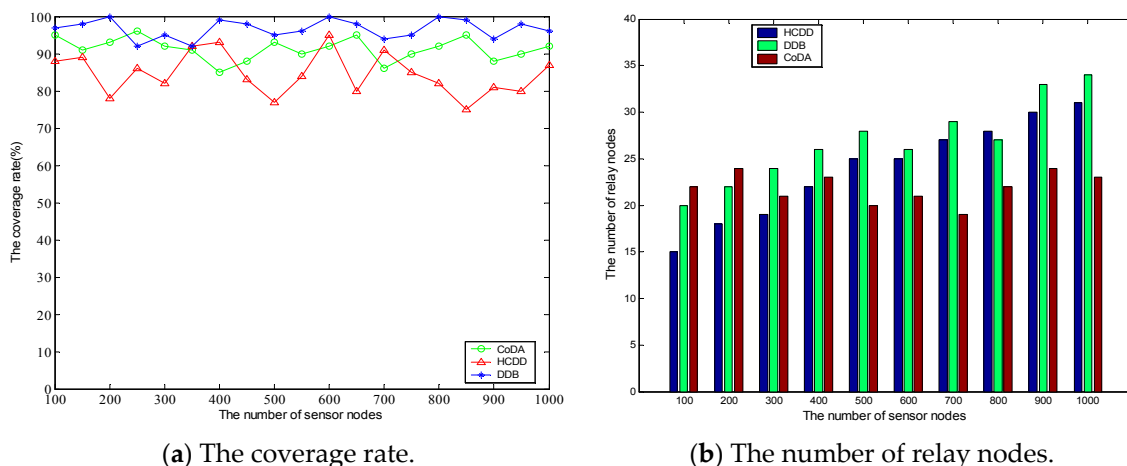 100
90
80
70
60
50
40
30
20
10
0
The coverage rate(%)
CoDA
HCDD
DDB
100 200 300 400 500 600 700 800 900 1000
The number of sensor nodes
(a) The coverage rate.
40
35
30
25
20
15
10
5
0
The number of relay nodes
HCDD
DDB
CoDA
100 200 300 400 500 600 700 800 900 1000
The number of sensor nodes
(b) The number of relay nodes.